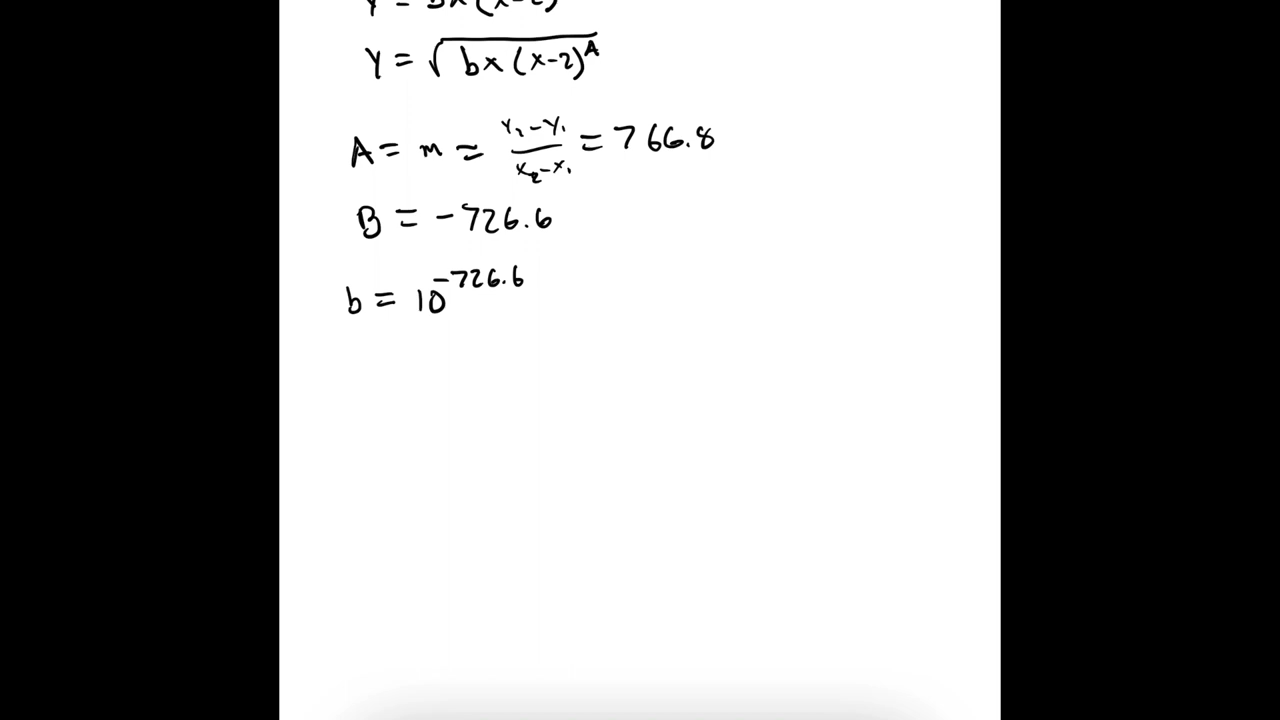 Y = √(bx(x-2)^A)
A = m = (Y₂-Y₁)/(x₂-x₁) = 766.8
B = -726.6
b = 10^-726.6